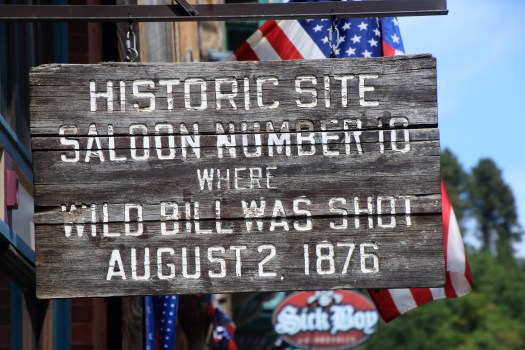 HISTORIC SITE
SALOON NUMBER 10
WHERE
WILD BILL WAS SHOT
AUGUST 2, 1876
Sick Boy